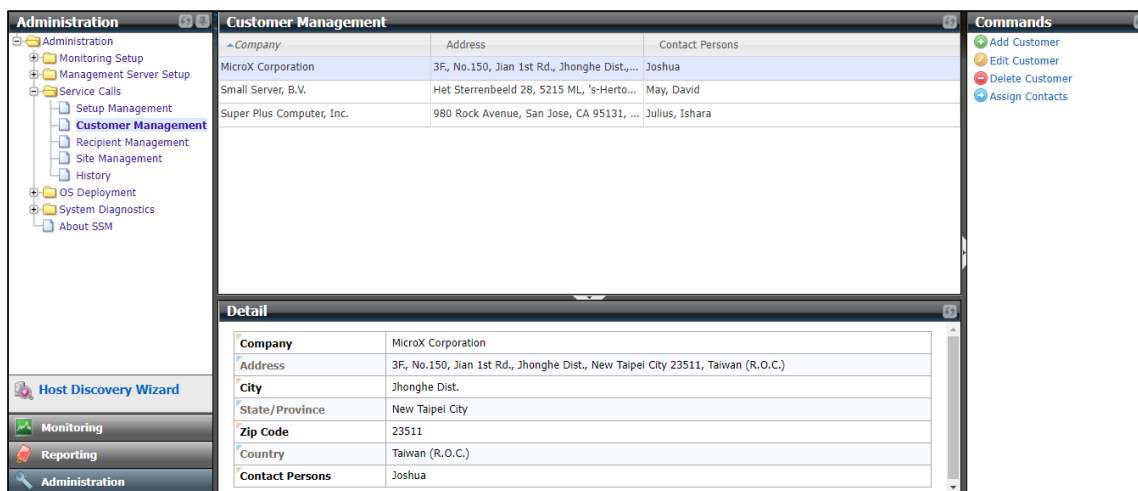 Administration
Administration
Monitoring Setup
Management Server Setup
Service Calls
Setup Management
Customer Management
Recipient Management
Site Management
History
OS Deployment
System Diagnostics
About SSM
Host Discovery Wizard
Monitoring
Reporting
Administration
Customer Management
Company Address Contact Persons
MicroX Corporation 3F., No.150, Jian 1st Rd., Jhonghe Dist.,... Joshua
Small Server, B.V. Het Sterrenbeeld 28, 5215 ML, 's-Herto... May, David
Super Plus Computer, Inc. 980 Rock Avenue, San Jose, CA 95131, ... Julius, Ishara
Detail
Company MicroX Corporation
Address 3F., No.150, Jian 1st Rd., Jhonghe Dist., New Taipei City 23511, Taiwan (R.O.C.)
City Jhonghe Dist.
State/Province New Taipei City
Zip Code 23511
Country Taiwan (R.O.C.)
Contact Persons Joshua
Commands
Add Customer
Edit Customer
Delete Customer
Assign Contacts